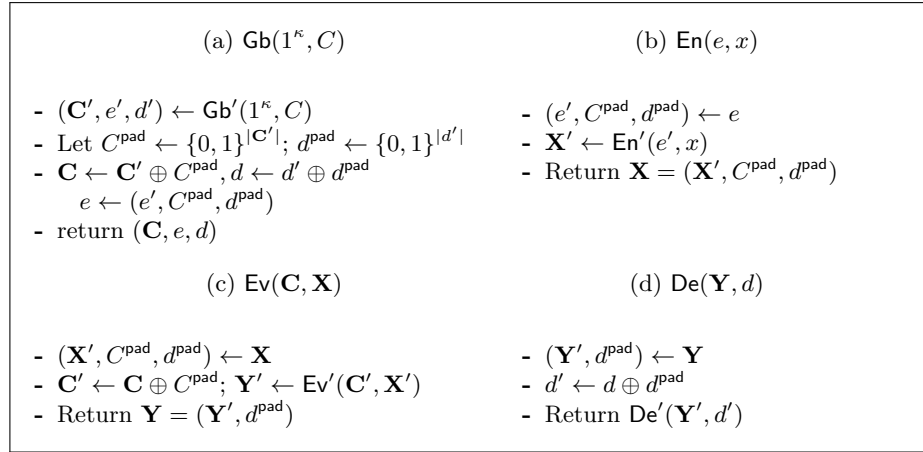 (a) Gb(1^κ, C)
- (𝐂′, e′, d′) ← Gb′(1^κ, C)
- Let C^pad ← {0, 1}^|𝐂′|; d^pad ← {0, 1}^|d′|
- 𝐂 ← 𝐂′ ⊕ C^pad, d ← d′ ⊕ d^pad
e ← (e′, C^pad, d^pad)
- return (𝐂, e, d)
(b) En(e, x)
- (e′, C^pad, d^pad) ← e
- 𝐗′ ← En′(e′, x)
- Return 𝐗 = (𝐗′, C^pad, d^pad)
(c) Ev(𝐂, 𝐗)
- (𝐗′, C^pad, d^pad) ← 𝐗
- 𝐂′ ← 𝐂 ⊕ C^pad; 𝐘′ ← Ev′(𝐂′, 𝐗′)
- Return 𝐘 = (𝐘′, d^pad)
(d) De(𝐘, d)
- (𝐘′, d^pad) ← 𝐘
- d′ ← d ⊕ d^pad
- Return De′(𝐘′, d′)